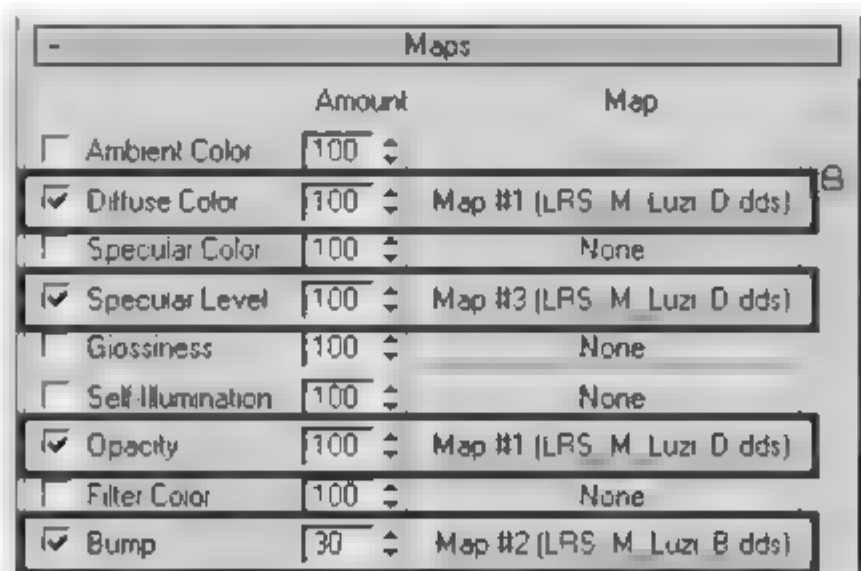 - Maps
Amount Map
Ambient Color 100
Diffuse Color 100 Map #1 (LRS_M_Luzi_D.dds)
Specular Color 100 None
Specular Level 100 Map #3 (LRS_M_Luzi_D.dds)
Glossiness 100 None
Self-Illumination 100 None
Opacity 100 Map #1 (LRS_M_Luzi_D.dds)
Filter Color 100 None
Bump 30 Map #2 (LRS_M_Luzi_B.dds)